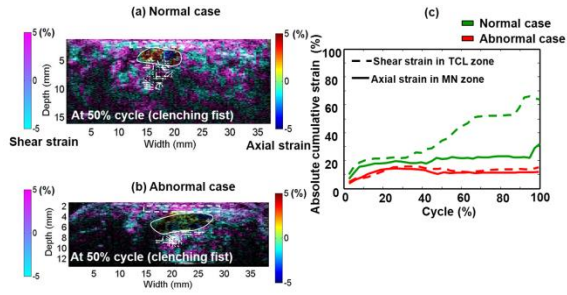 (a) Normal case
5 (%)
0
-5
Shear strain
Depth (mm)
5
10
15
At 50% cycle (clenching fist)
5 10 15 20 25 30 35
Width (mm)
5 (%)
0
-5
Axial strain
(b) Abnormal case
5 (%)
0
-5
Depth (mm)
2
4
6
8
10
12
At 50% cycle (clenching fist)
5 10 15 20 25 30 35
Width (mm)
5 (%)
0
-5
(c)
Normal case
Abnormal case
Shear strain in TCL zone
Axial strain in MN zone
Absolute cumulative strain (%)
100
80
60
40
20
0
0 20 40 60 80 100
Cycle (%)